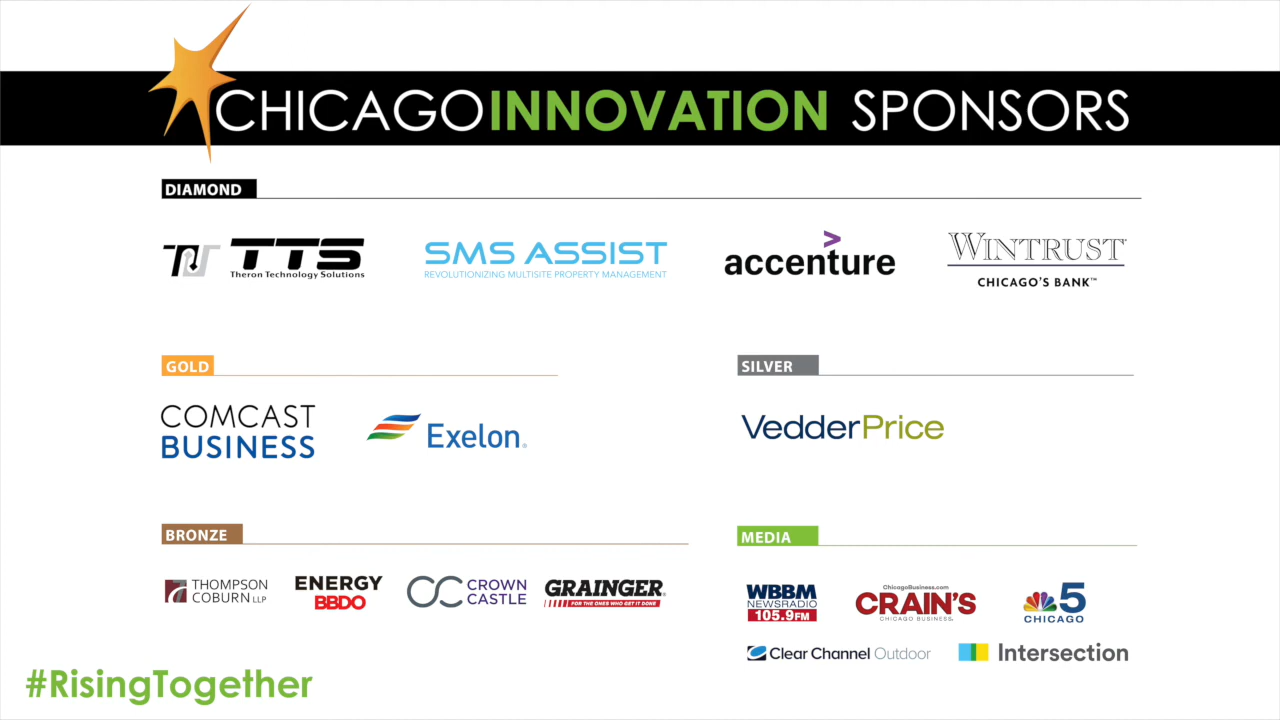 CHICAGOINNOVATION SPONSORS
DIAMOND
TTS
Theron Technology Solutions
SMS ASSIST
REVOLUTIONIZING MULTISITE PROPERTY MANAGEMENT
accenture
WINTRUST
CHICAGO'S BANK™
GOLD
COMCAST
BUSINESS
Exelon®
SILVER
VedderPrice
BRONZE
THOMPSON
COBURN LLP
ENERGY
BBDO
CROWN
CASTLE
GRAINGER®
FOR THE ONES WHO GET IT DONE
MEDIA
WBBM
NEWSRADIO
105.9FM
ChicagoBusiness.com
CRAIN'S
CHICAGO BUSINESS®
5
CHICAGO
Clear Channel Outdoor
Intersection
#RisingTogether